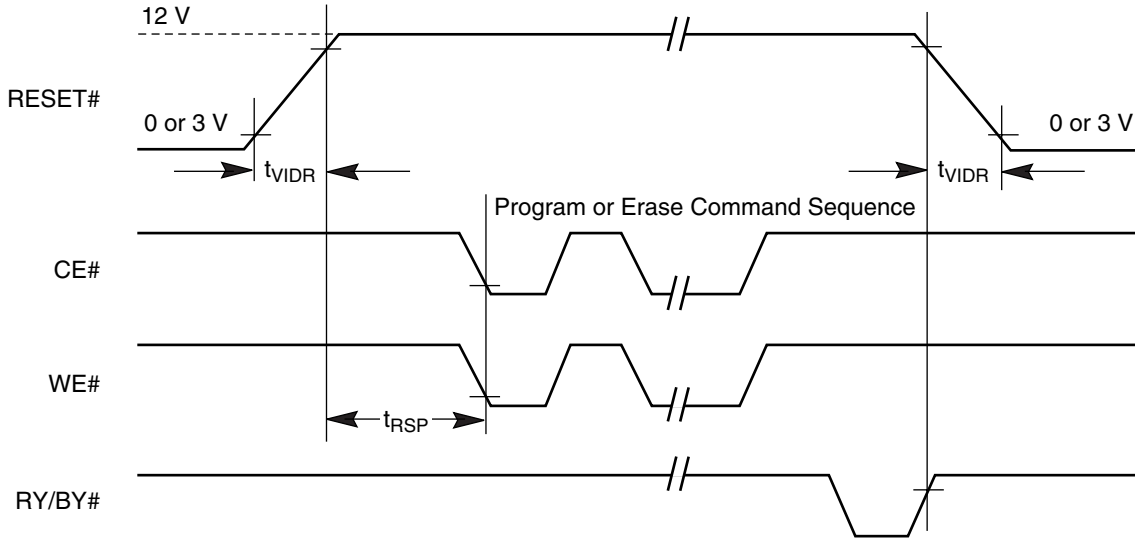 12 V
RESET#
0 or 3 V
0 or 3 V
tVIDR
tVIDR
Program or Erase Command Sequence
CE#
WE#
tRSP
RY/BY#